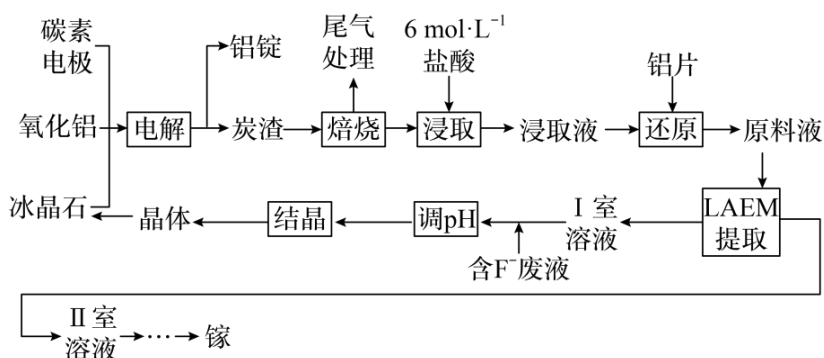 碳素
电极
铝锭
尾气
处理
6 mol·L⁻¹
盐酸
铝片
氧化铝
电解
炭渣
焙烧
浸取
浸取液
还原
原料液
冰晶石
晶体
结晶
调pH
Ⅰ室
溶液
LAEM
提取
含F⁻废液
Ⅱ室
溶液
···
镓